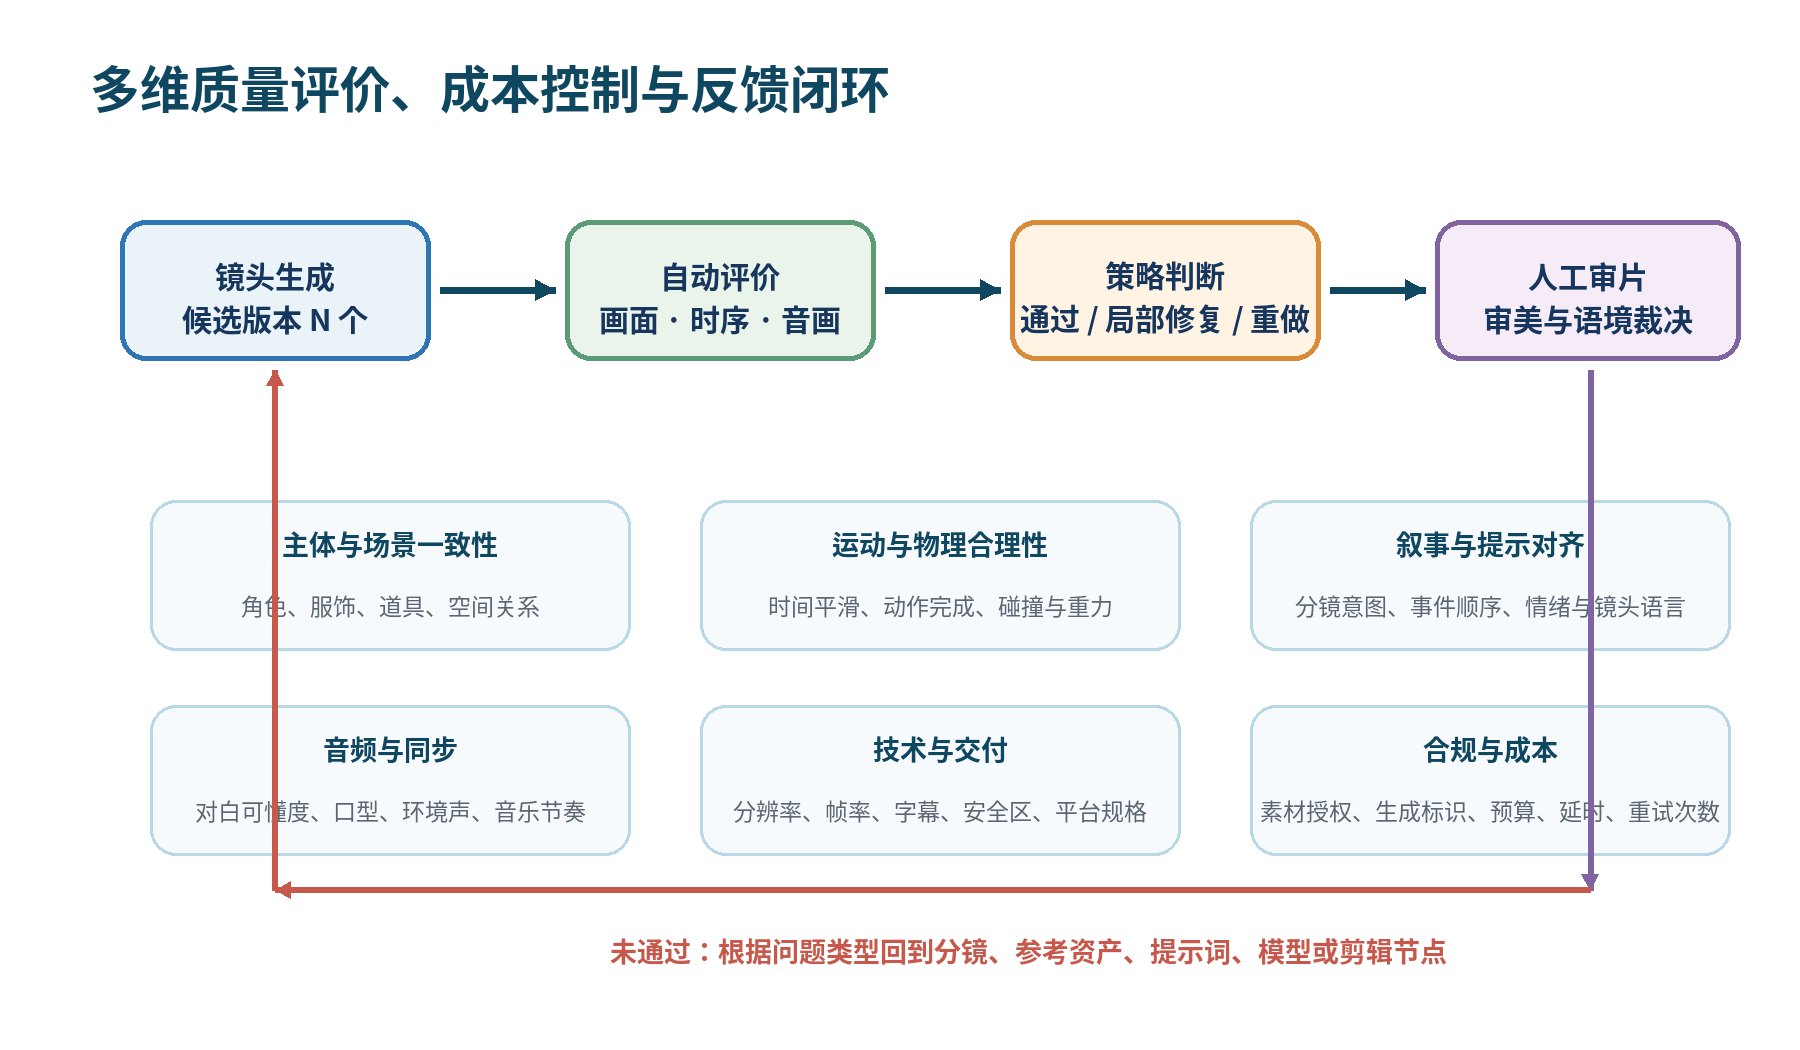 多维质量评价、成本控制与反馈闭环
镜头生成
候选版本 N 个
自动评价
画面 · 时序 · 音画
策略判断
通过 / 局部修复 / 重做
人工审片
审美与语境裁决
主体与场景一致性
角色、服饰、道具、空间关系
运动与物理合理性
时间平滑、动作完成、碰撞与重力
叙事与提示对齐
分镜意图、事件顺序、情绪与镜头语言
音频与同步
对白可懂度、口型、环境声、音乐节奏
技术与交付
分辨率、帧率、字幕、安全区、平台规格
合规与成本
素材授权、生成标识、预算、延时、重试次数
未通过：根据问题类型回到分镜、参考资产、提示词、模型或剪辑节点